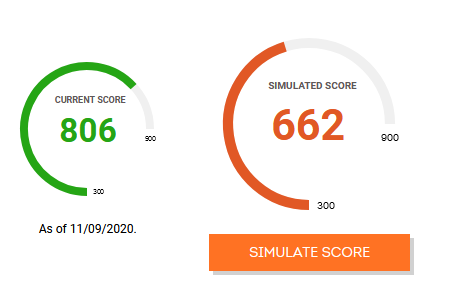 CURRENT SCORE
806
900
300
As of 11/09/2020.
SIMULATED SCORE
662
900
300
SIMULATE SCORE